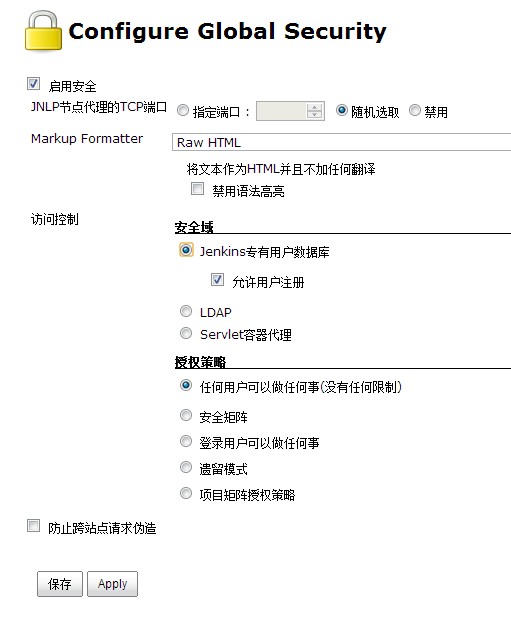 Configure Global Security
启用安全
JNLP节点代理的TCP端口 指定端口 : 随机选取 禁用
Markup Formatter Raw HTML
将文本作为HTML并且不加任何翻译
禁用语法高亮
访问控制
安全域
Jenkins专有用户数据库
允许用户注册
LDAP
Servlet容器代理
授权策略
任何用户可以做任何事(没有任何限制)
安全矩阵
登录用户可以做任何事
遗留模式
项目矩阵授权策略
防止跨站点请求伪造
保存 Apply